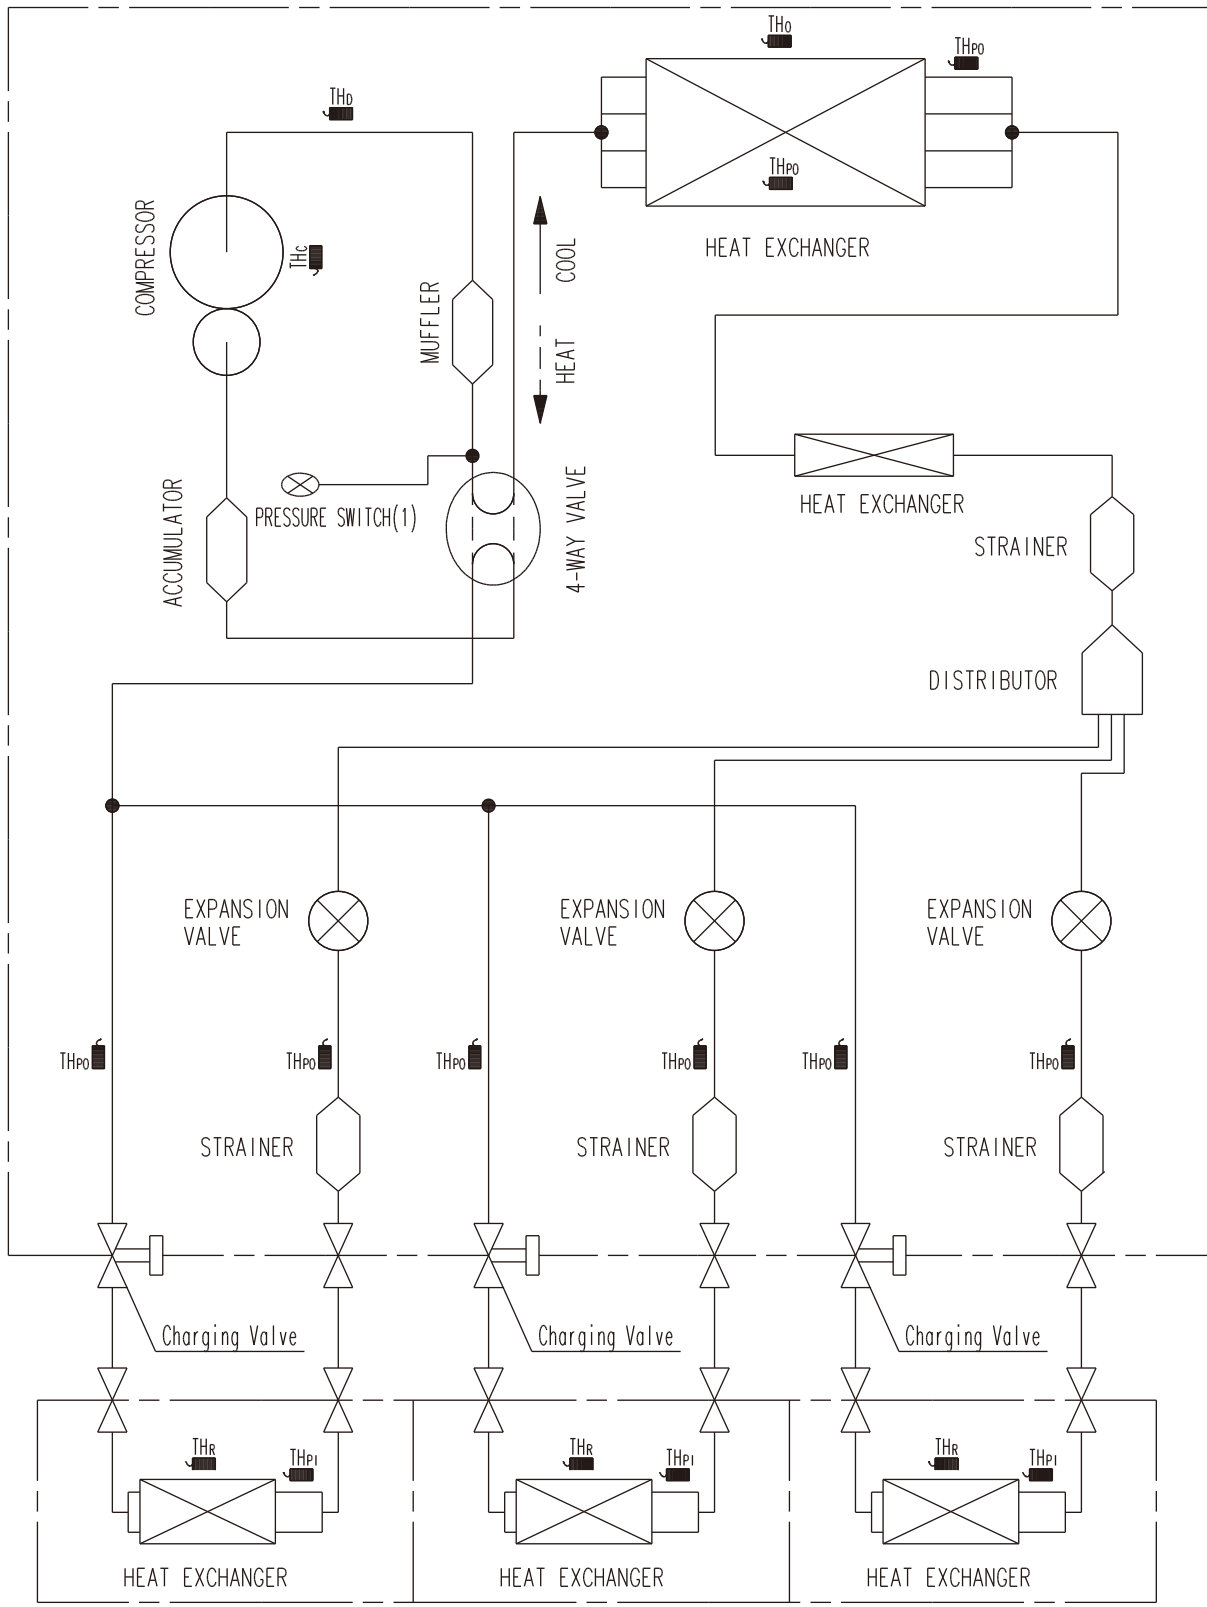 THO
THPO
THD
THPO
COMPRESSOR
THC
HEAT EXCHANGER
COOL
MUFFLER
HEAT
HEAT EXCHANGER
4-WAY VALVE
PRESSURE SWITCH(1)
ACCUMULATOR
STRAINER
DISTRIBUTOR
EXPANSION
VALVE
EXPANSION
VALVE
EXPANSION
VALVE
THPO
THPO
THPO
THPO
THPO
THPO
STRAINER
STRAINER
STRAINER
Charging Valve
Charging Valve
Charging Valve
THR
THPI
THR
THPI
THR
THPI
HEAT EXCHANGER
HEAT EXCHANGER
HEAT EXCHANGER